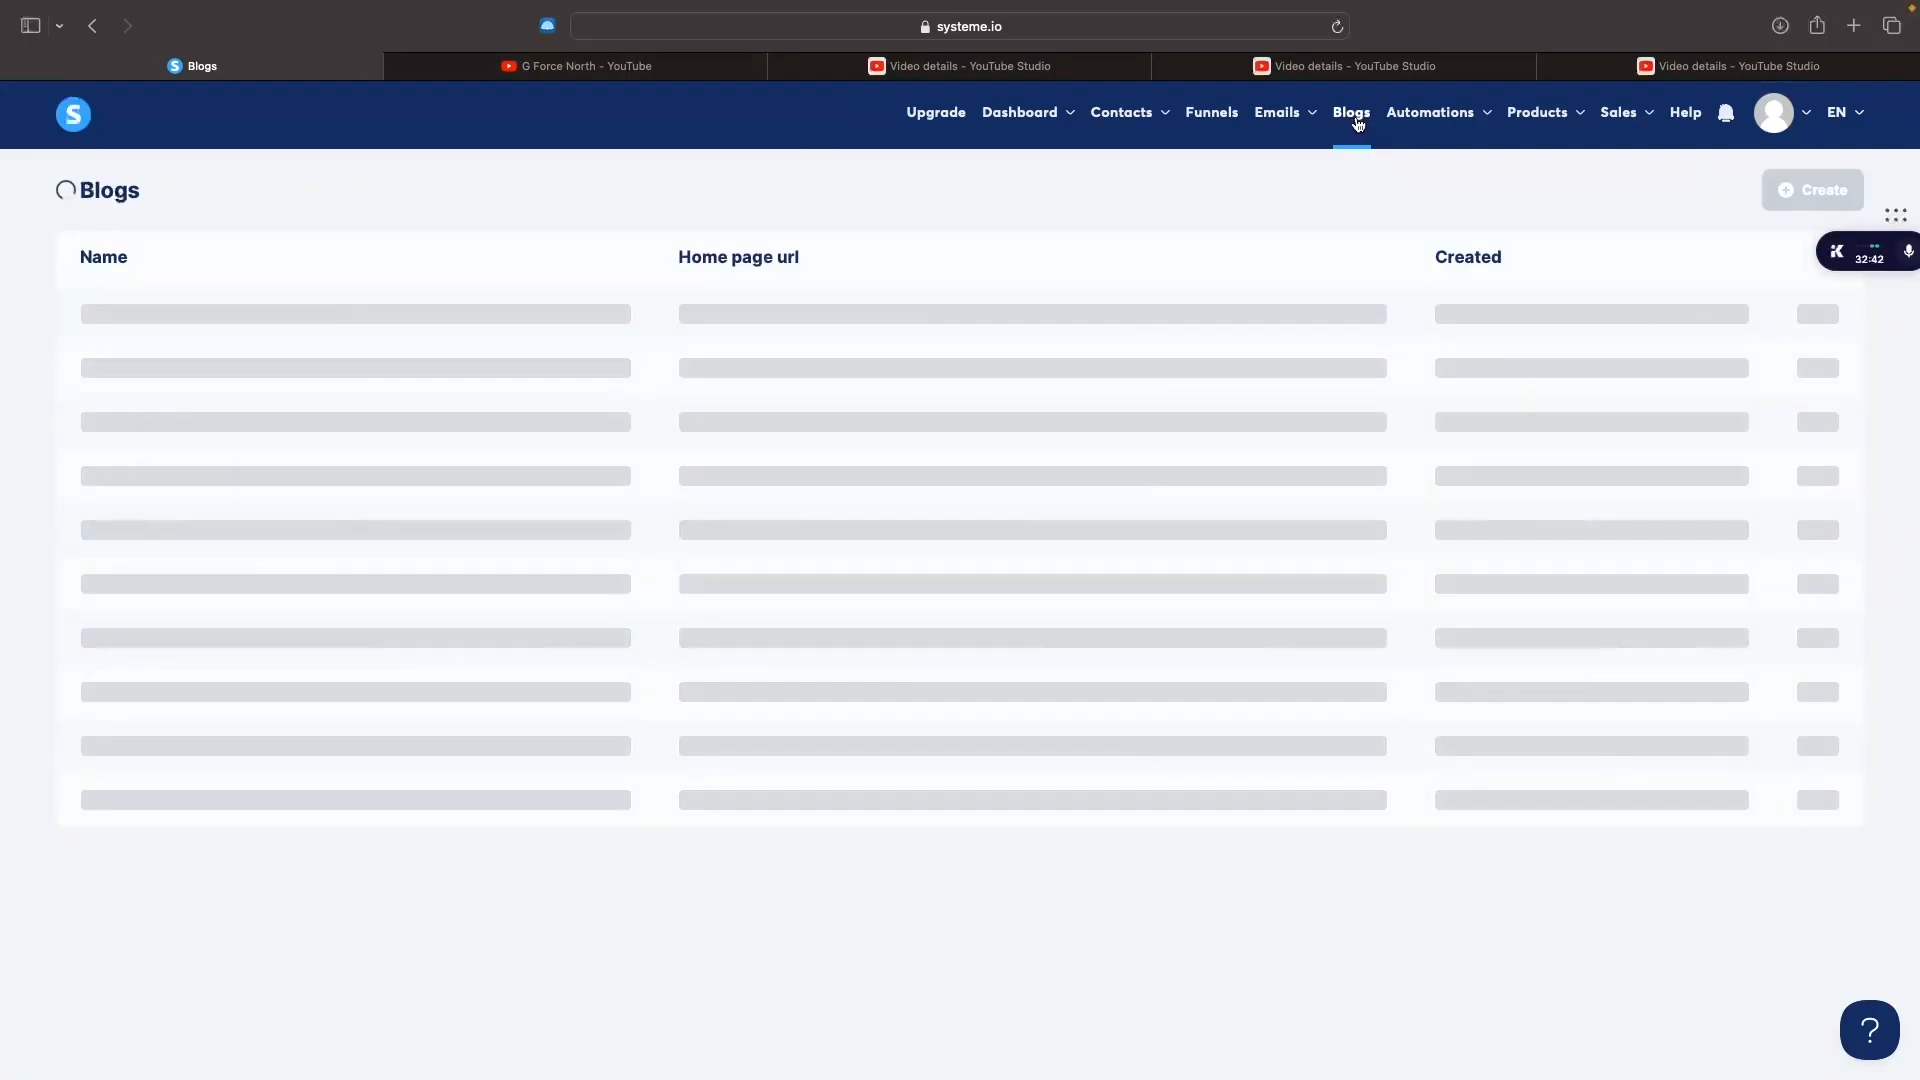 systeme.io
Blogs
G Force North - YouTube
Video details - YouTube Studio
Video details - YouTube Studio
Video details - YouTube Studio
S
Upgrade
Dashboard
Contacts
Funnels
Emails
Blogs
Automations
Products
Sales
Help
EN
Blogs
Create
Name
Home page url
Created
32:42
?